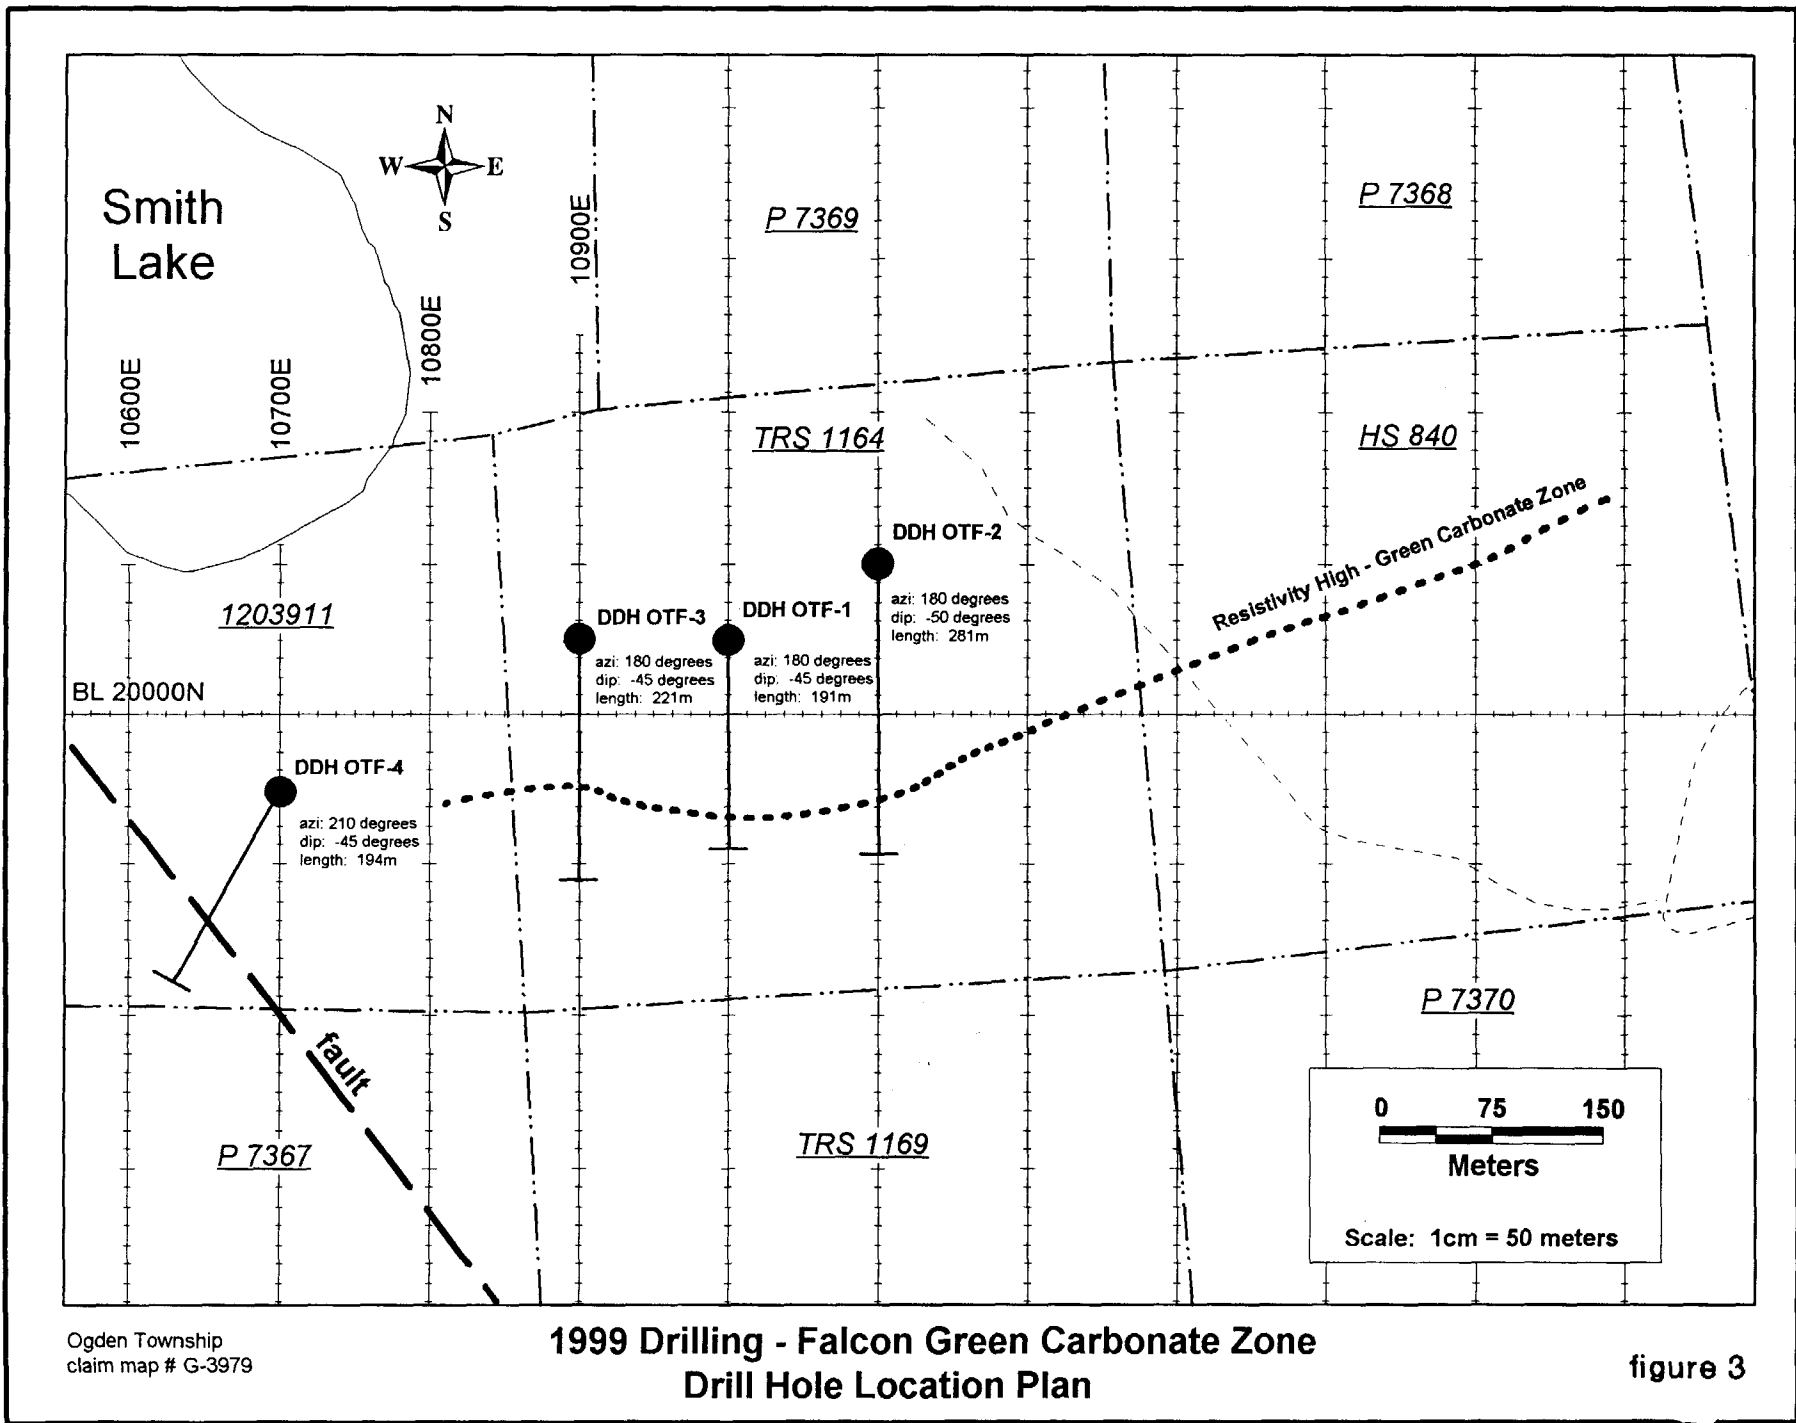 N
W E
S
Smith
Lake
10600E
10700E
10800E
10900E
P 7369
P 7368
TRS 1164
HS 840
1203911
BL 20000N
DDH OTF-2
azi: 180 degrees
dip: -50 degrees
length: 281m
DDH OTF-3
azi: 180 degrees
dip: -45 degrees
length: 221m
DDH OTF-1
azi: 180 degrees
dip: -45 degrees
length: 191m
Resistivity High - Green Carbonate Zone
DDH OTF-4
azi: 210 degrees
dip: -45 degrees
length: 194m
fault
P 7367
TRS 1169
P 7370
0 75 150
Meters
Scale: 1cm = 50 meters
Ogden Township
claim map # G-3979
1999 Drilling - Falcon Green Carbonate Zone
Drill Hole Location Plan
figure 3